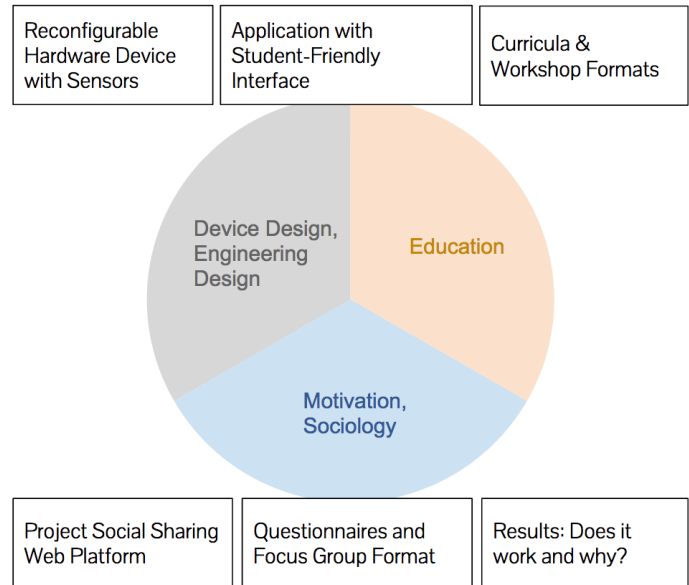 Reconfigurable
Hardware Device
with Sensors
Application with
Student-Friendly
Interface
Curricula &
Workshop Formats
Device Design,
Engineering
Design
Education
Motivation,
Sociology
Project Social Sharing
Web Platform
Questionnaires and
Focus Group Format
Results: Does it
work and why?